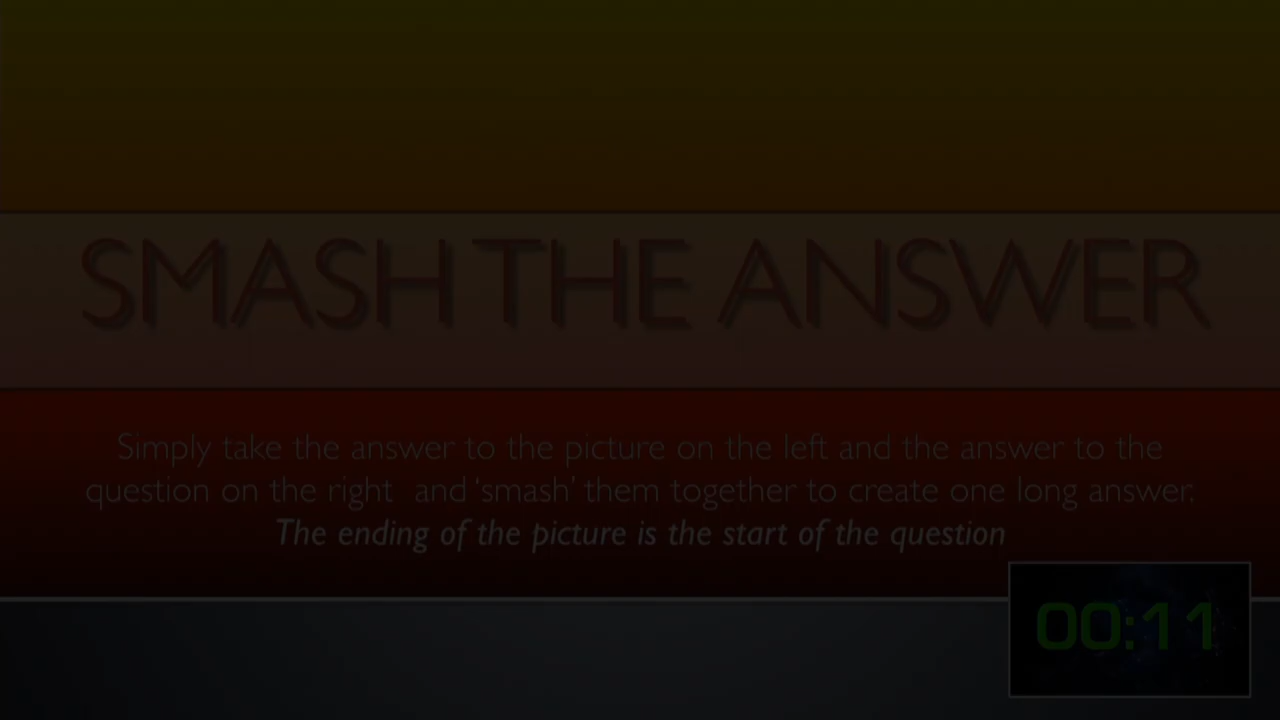 SMASH THE ANSWER
Simply take the answer to the picture on the left and the answer to the
question on the right and ‘smash’ them together to create one long answer.
The ending of the picture is the start of the question
00:11